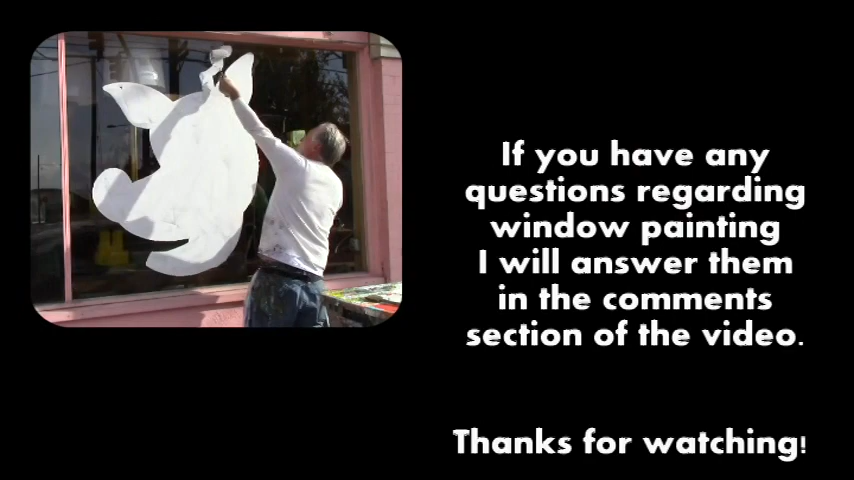 If you have any
questions regarding
window painting
I will answer them
in the comments
section of the video.
Thanks for watching!